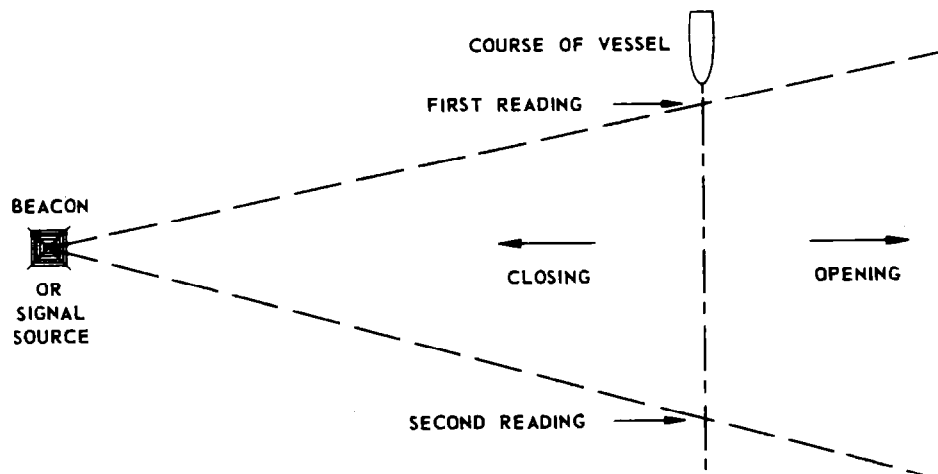 COURSE OF VESSEL
FIRST READING
BEACON
OR
SIGNAL
SOURCE
CLOSING
OPENING
SECOND READING